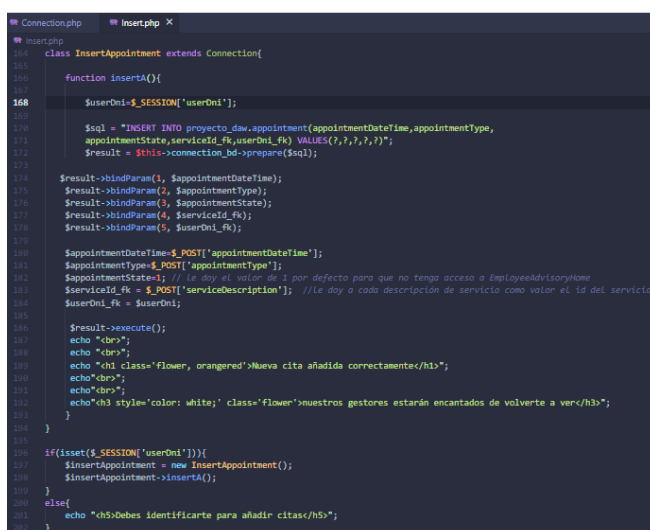 Connection.php Insert.php X
Insert.php
164 class InsertAppointment extends Connection{
165
166 function insertA(){
167
168 $userDni=$_SESSION['userDni'];
169
170 $sql = "INSERT INTO proyecto_daw.appointment(appointmentDateTime,appointmentType,
171 appointmentState,serviceId_fk,userDni_fk) VALUES(?,?,?,?,?)";
172 $result = $this->connection_bd->prepare($sql);
173
174 $result->bindParam(1, $appointmentDateTime);
175 $result->bindParam(2, $appointmentType);
176 $result->bindParam(3, $appointmentState);
177 $result->bindParam(4, $serviceId_fk);
178 $result->bindParam(5, $userDni_fk);
179
180 $appointmentDateTime=$_POST['appointmentDateTime'];
181 $appointmentType=$_POST['appointmentType'];
182 $appointmentState=1; // le doy el valor de 1 por defecto para que no tenga acceso a EmployeeAdvisoryHome
183 $serviceId_fk = $_POST['serviceDescription']; //le doy a cada descripción de servicio como valor el id del servicio
184 $userDni_fk = $userDni;
185
186 $result->execute();
187 echo "<br>";
188 echo "<br>";
189 echo "<h1 class='flower, orangered'>Nueva cita añadida correctamente</h1>";
190 echo"<br>";
191 echo"<br>";
192 echo"<h3 style='color: white;' class='flower'>nuestros gestores estarán encantados de volverte a ver</h3>";
193 }
194 }
195
196 if(isset($_SESSION['userDni'])){
197 $insertAppointment = new InsertAppointment();
198 $insertAppointment->insertA();
199 }
200 else{
201 echo "<h5>Debes identificarte para añadir citas</h5>";
202 }